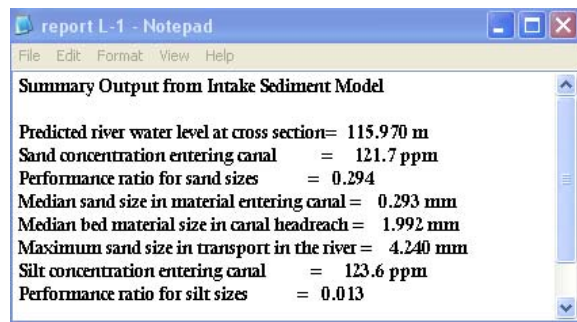 report L-1 - Notepad
File Edit Format View Help
Summary Output from Intake Sediment Model
Predicted river water level at cross section= 115.970 m
Sand concentration entering canal = 121.7 ppm
Performance ratio for sand sizes = 0.294
Median sand size in material entering canal = 0.293 mm
Median bed material size in canal headreach = 1.992 mm
Maximum sand size in transport in the river = 4.240 mm
Silt concentration entering canal = 123.6 ppm
Performance ratio for silt sizes = 0.013